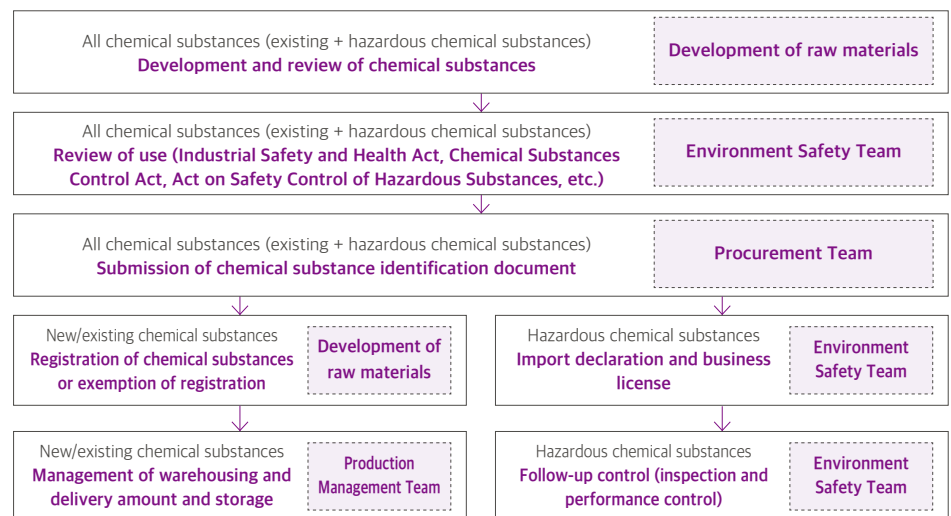 All chemical substances (existing + hazardous chemical substances)
Development and review of chemical substances
Development of raw materials
All chemical substances (existing + hazardous chemical substances)
Review of use (Industrial Safety and Health Act, Chemical Substances
Control Act, Act on Safety Control of Hazardous Substances, etc.)
Environment Safety Team
All chemical substances (existing + hazardous chemical substances)
Submission of chemical substance identification document
Procurement Team
New/existing chemical substances
Registration of chemical substances
or exemption of registration
Development of
raw materials
Hazardous chemical substances
Import declaration and business
license
Environment
Safety Team
New/existing chemical substances
Management of warehousing and
delivery amount and storage
Production
Management Team
Hazardous chemical substances
Follow-up control (inspection and
performance control)
Environment
Safety Team